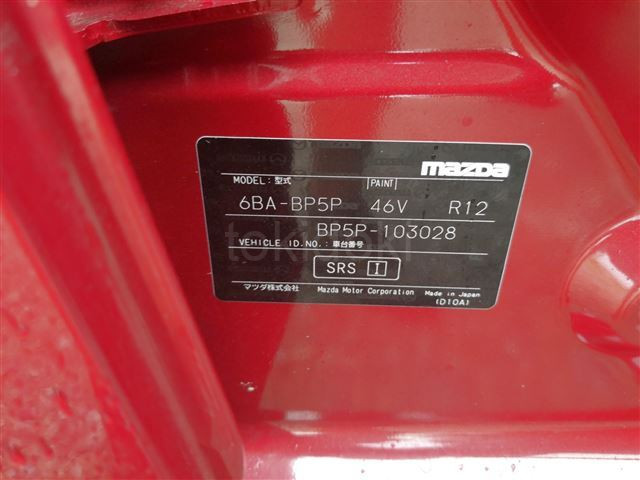 mazda
MODEL: 型式 PAINT
6BA-BP5P 46V R12
BP5P-103028
VEHICLE ID.NO.: 車台番号
SRS I
マツダ株式会社 Mazda Motor Corporation Made in Japan
(D10A)